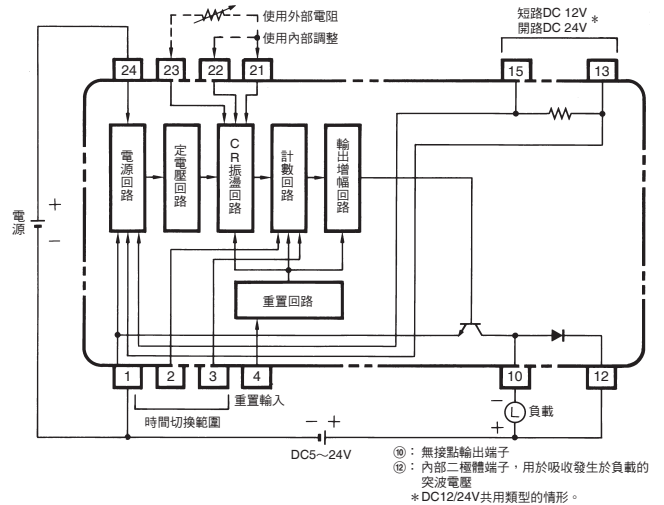 使用外部電阻
使用內部調整
短路DC 12V
開路DC 24V *
24
23
22
21
15
13
電源回路
定電壓回路
CR振盪回路
計數回路
輸出增幅回路
電源
+
−
重置回路
1
2
3
4
10
12
重置輸入
時間切換範圍
− +
DC5～24V
−
L 負載
+
⑩：無接點輸出端子
⑫：內部二極體端子，用於吸收發生於負載的
突波電壓
＊DC12/24V共用類型的情形。